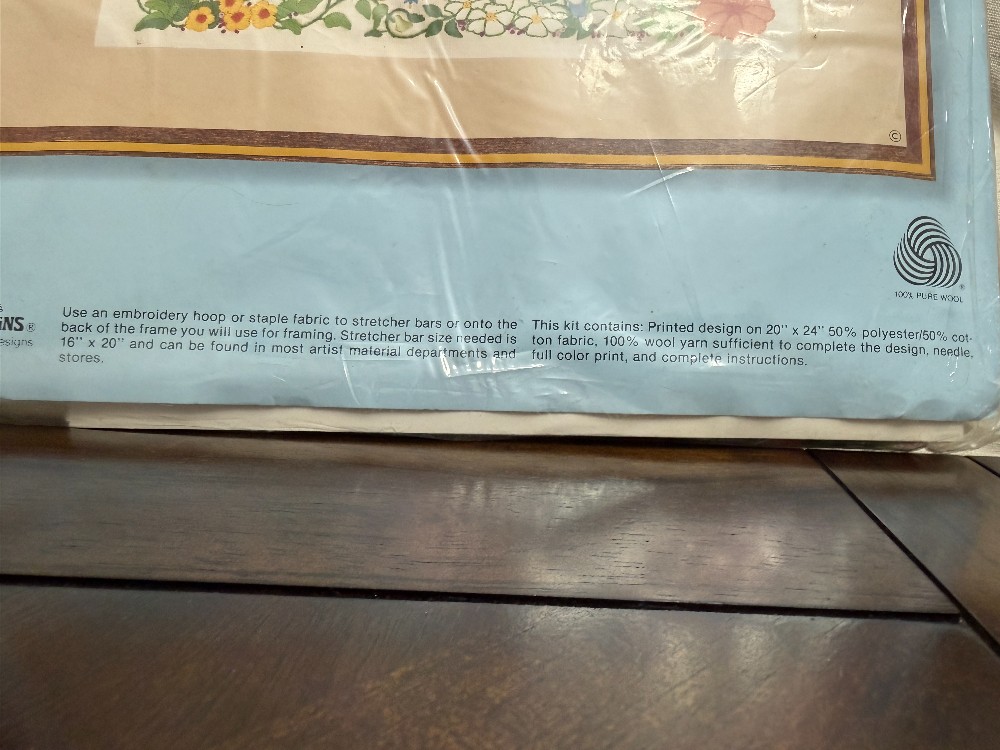 ©
100% PURE WOOL
Use an embroidery hoop or staple fabric to stretcher bars or onto the
back of the frame you will use for framing. Stretcher bar size needed is
16" x 20" and can be found in most artist material departments and
stores.
This kit contains: Printed design on 20" x 24" 50% polyester/50% cot-
ton fabric, 100% wool yarn sufficient to complete the design, needle,
full color print, and complete instructions.